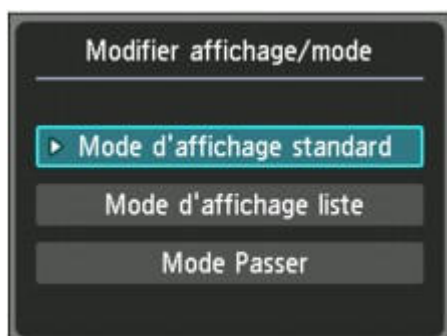 Modifier affichage/mode
Mode d'affichage standard
Mode d'affichage liste
Mode Passer